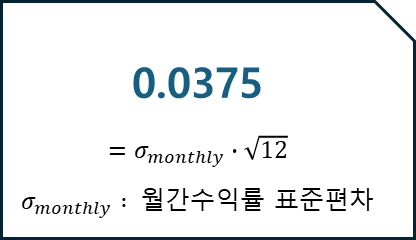 0.0375
= σ_monthly · √12
σ_monthly : 월간수익률 표준편차